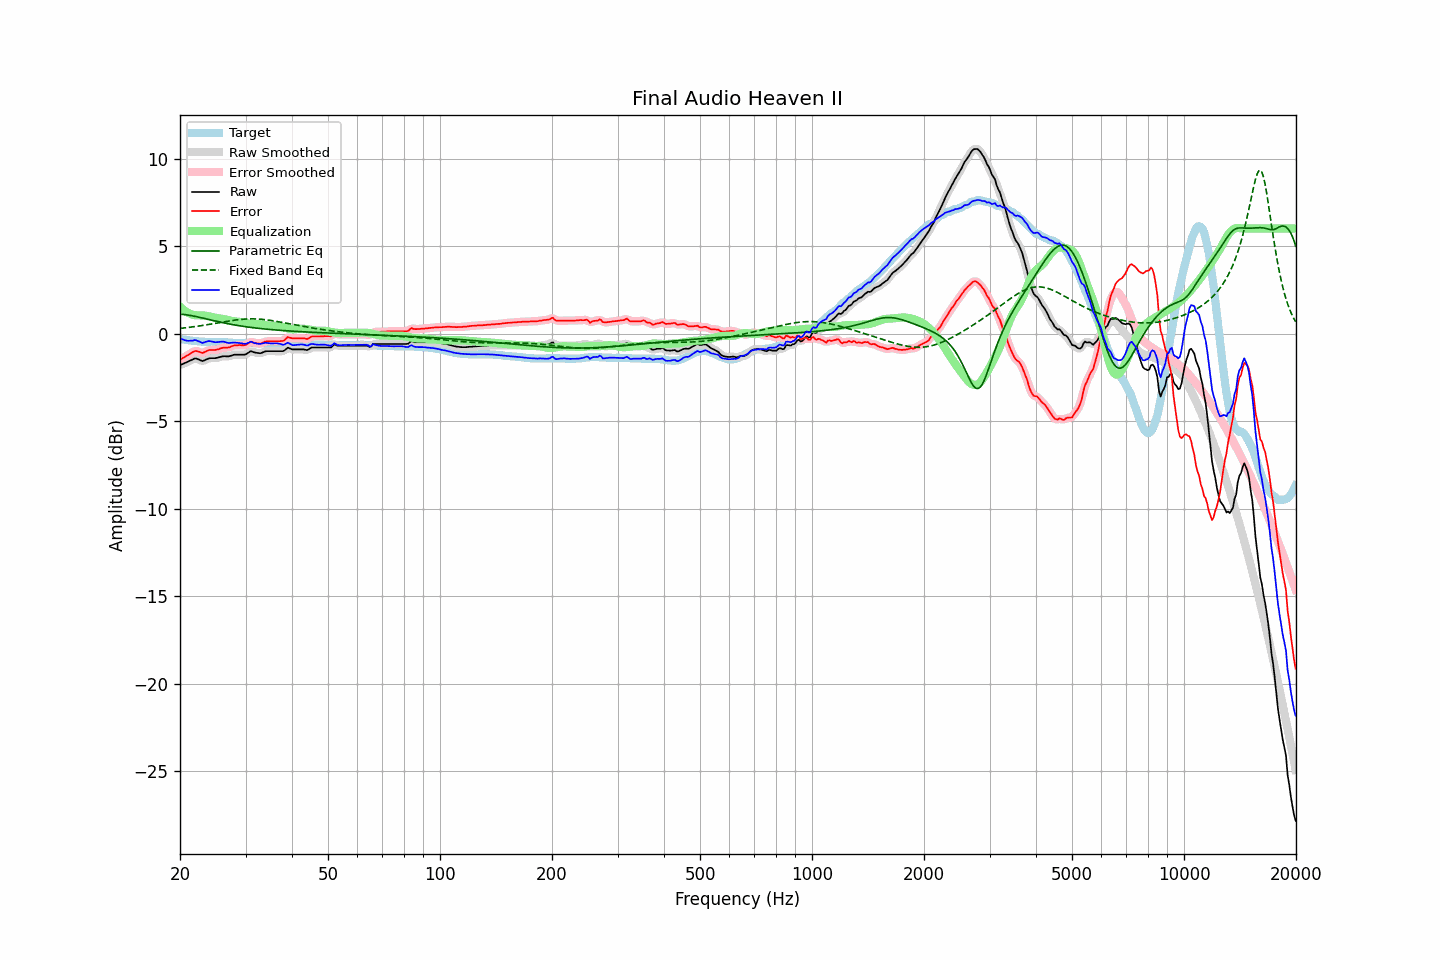 Final Audio Heaven II
Target
Raw Smoothed
Error Smoothed
Raw
Error
Equalization
Parametric Eq
Fixed Band Eq
Equalized
10
5
0
−5
−10
−15
−20
−25
Amplitude (dBr)
20 50 100 200 500 1000 2000 5000 10000 20000
Frequency (Hz)